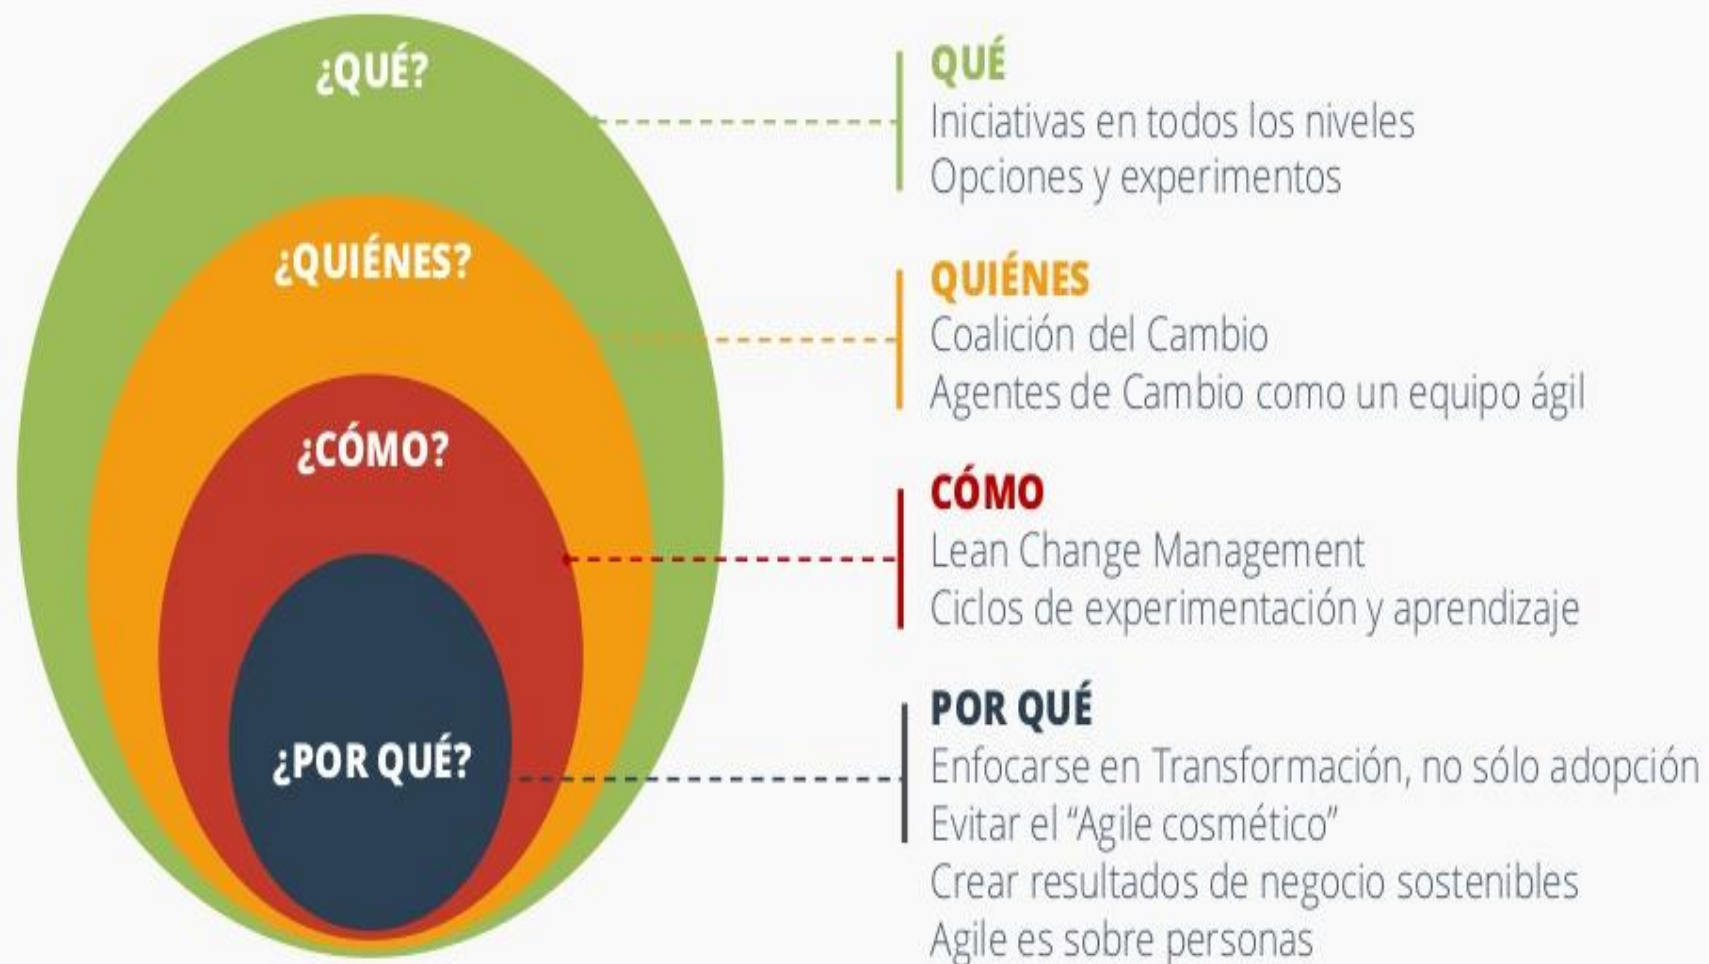 ¿QUÉ?
¿QUIÉNES?
¿CÓMO?
¿POR QUÉ?
QUÉ
Iniciativas en todos los niveles
Opciones y experimentos
QUIÉNES
Coalición del Cambio
Agentes de Cambio como un equipo ágil
CÓMO
Lean Change Management
Ciclos de experimentación y aprendizaje
POR QUÉ
Enfocarse en Transformación, no sólo adopción
Evitar el “Agile cosmético”
Crear resultados de negocio sostenibles
Agile es sobre personas